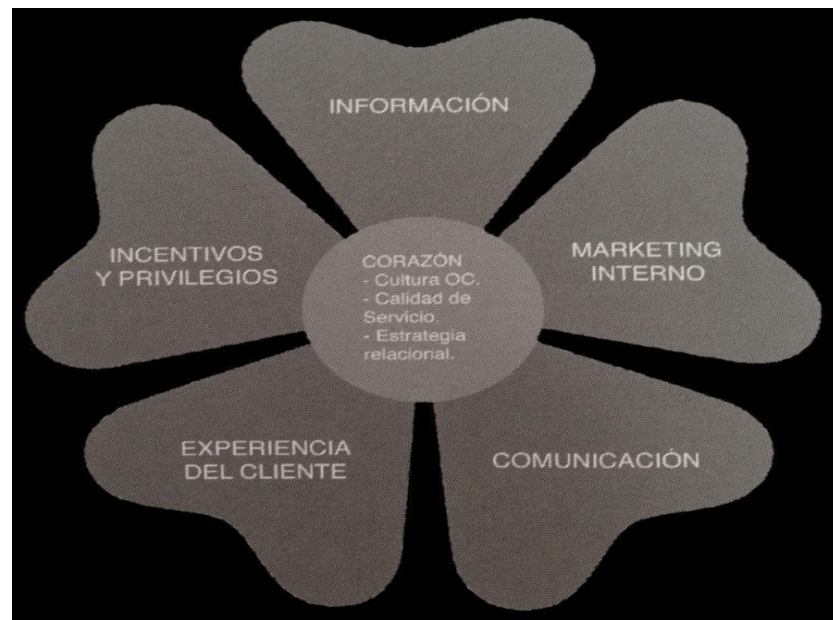 INFORMACIÓN
MARKETING
INTERNO
COMUNICACIÓN
EXPERIENCIA
DEL CLIENTE
INCENTIVOS
Y PRIVILEGIOS
CORAZÓN
- Cultura OC.
- Calidad de
Servicio.
- Estrategia
relacional.